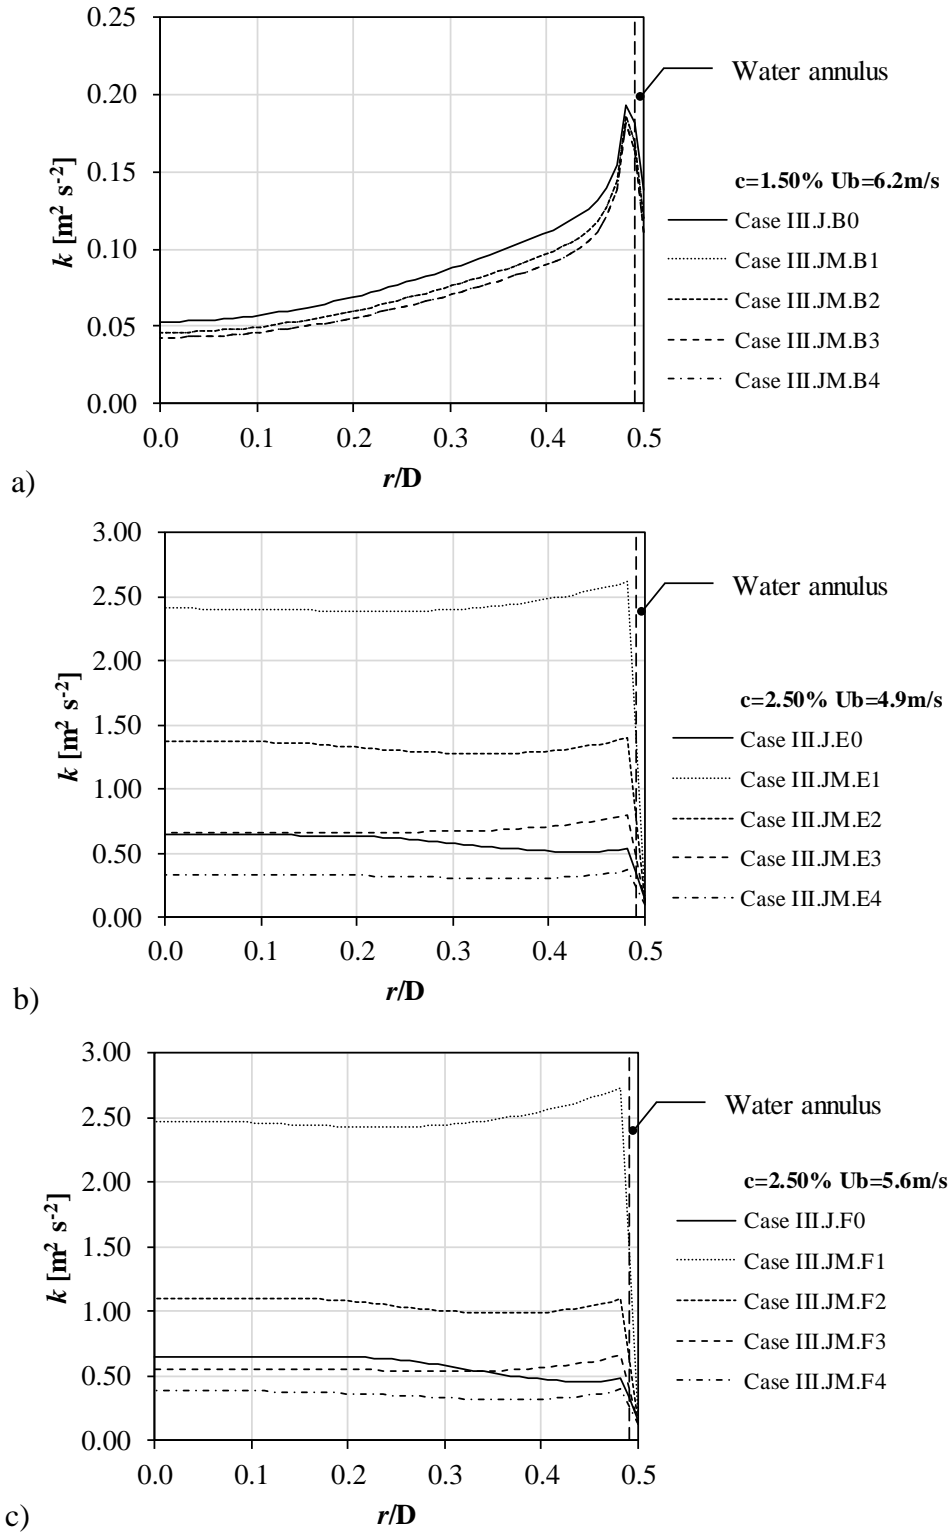 0.25
0.20
0.15
0.10
0.05
0.00
k [m² s⁻²]
0.0 0.1 0.2 0.3 0.4 0.5
r/D
a)
Water annulus
c=1.50% Ub=6.2m/s
Case III.J.B0
Case III.JM.B1
Case III.JM.B2
Case III.JM.B3
Case III.JM.B4
3.00
2.50
2.00
1.50
1.00
0.50
0.00
k [m² s⁻²]
0.0 0.1 0.2 0.3 0.4 0.5
r/D
b)
Water annulus
c=2.50% Ub=4.9m/s
Case III.J.E0
Case III.JM.E1
Case III.JM.E2
Case III.JM.E3
Case III.JM.E4
3.00
2.50
2.00
1.50
1.00
0.50
0.00
k [m² s⁻²]
0.0 0.1 0.2 0.3 0.4 0.5
r/D
c)
Water annulus
c=2.50% Ub=5.6m/s
Case III.J.F0
Case III.JM.F1
Case III.JM.F2
Case III.JM.F3
Case III.JM.F4